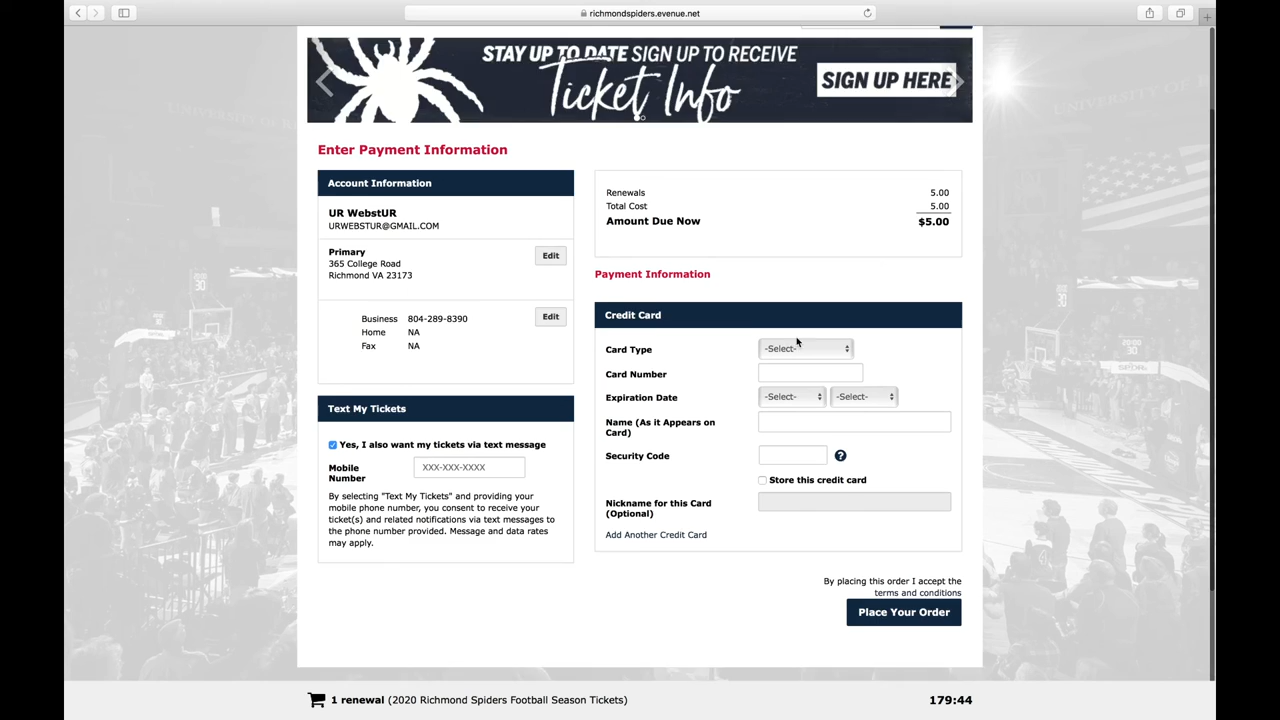 richmondspiders.evenue.net
STAY UP TO DATE SIGN UP TO RECEIVE
Ticket Info
SIGN UP HERE
Enter Payment Information
Account Information
UR WebstUR
URWEBSTUR@GMAIL.COM
Primary
365 College Road
Richmond VA 23173
Edit
Business 804-289-8390
Home NA
Fax NA
Edit
Text My Tickets
Yes, I also want my tickets via text message
Mobile
Number
XXX-XXX-XXXX
By selecting "Text My Tickets" and providing your
mobile phone number, you consent to receive your
ticket(s) and related notifications via text messages to
the phone number provided. Message and data rates
may apply.
Renewals 5.00
Total Cost 5.00
Amount Due Now $5.00
Payment Information
Credit Card
Card Type -Select-
Card Number
Expiration Date -Select- -Select-
Name (As it Appears on
Card)
Security Code ?
Store this credit card
Nickname for this Card
(Optional)
Add Another Credit Card
By placing this order I accept the
terms and conditions
Place Your Order
1 renewal (2020 Richmond Spiders Football Season Tickets) 179:44